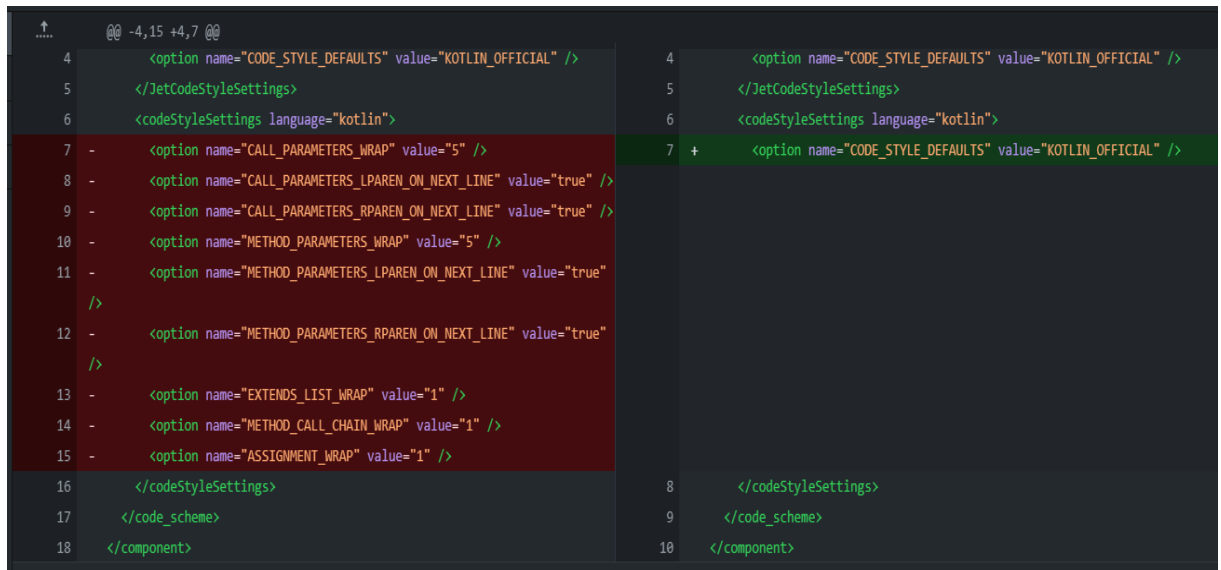 @@ -4,15 +4,7 @@
4 <option name="CODE_STYLE_DEFAULTS" value="KOTLIN_OFFICIAL" />
5 </JetCodeStyleSettings>
6 <codeStyleSettings language="kotlin">
7 - <option name="CALL_PARAMETERS_WRAP" value="5" />
8 - <option name="CALL_PARAMETERS_LPAREN_ON_NEXT_LINE" value="true" />
9 - <option name="CALL_PARAMETERS_RPAREN_ON_NEXT_LINE" value="true" />
10 - <option name="METHOD_PARAMETERS_WRAP" value="5" />
11 - <option name="METHOD_PARAMETERS_LPAREN_ON_NEXT_LINE" value="true"
/>
12 - <option name="METHOD_PARAMETERS_RPAREN_ON_NEXT_LINE" value="true"
/>
13 - <option name="EXTENDS_LIST_WRAP" value="1" />
14 - <option name="METHOD_CALL_CHAIN_WRAP" value="1" />
15 - <option name="ASSIGNMENT_WRAP" value="1" />
16 </codeStyleSettings>
17 </code_scheme>
18 </component>
4 <option name="CODE_STYLE_DEFAULTS" value="KOTLIN_OFFICIAL" />
5 </JetCodeStyleSettings>
6 <codeStyleSettings language="kotlin">
7 + <option name="CODE_STYLE_DEFAULTS" value="KOTLIN_OFFICIAL" />
8 </codeStyleSettings>
9 </code_scheme>
10 </component>